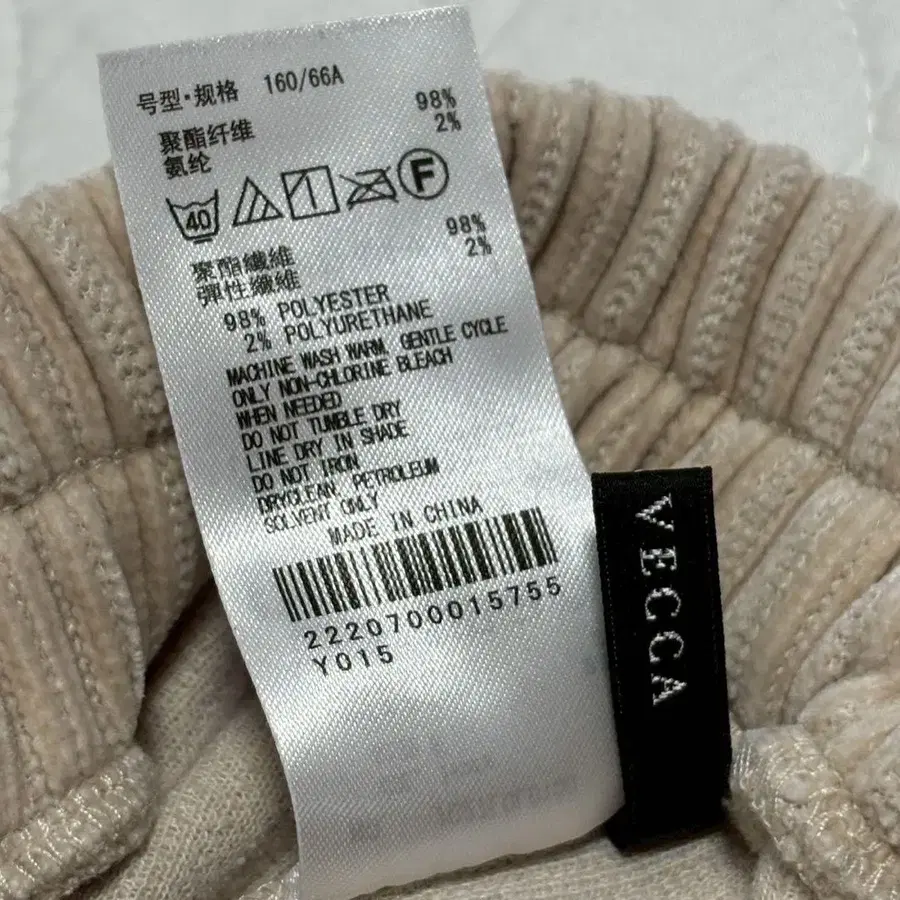 号型·规格 160/66A
聚酯纤维 98%
氨纶 2%
40 F
聚酯纖維 98%
彈性纖維 2%
98% POLYESTER
2% POLYURETHANE
MACHINE WASH WARM, GENTLE CYCLE
ONLY NON-CHLORINE BLEACH
WHEN NEEDED
DO NOT TUMBLE DRY
LINE DRY IN SHADE
DO NOT IRON
DRYCLEAN, PETROLEUM
SOLVENT ONLY
MADE IN CHINA
2220700015755
Y015
VECCA